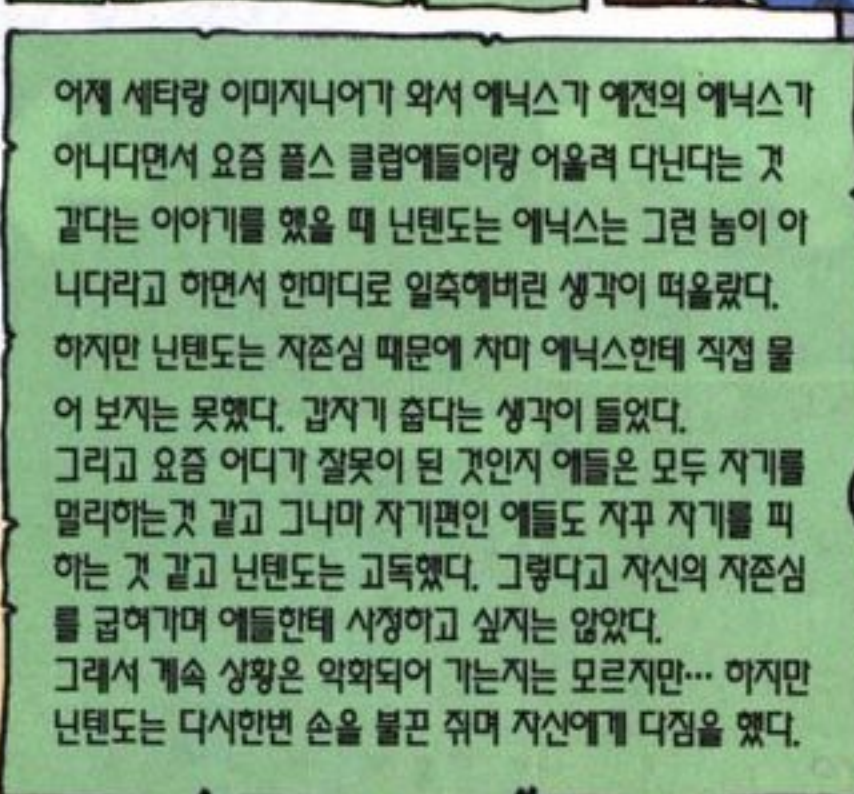 어제 세타랑 이미지니어가 와서 에닉스가 예전의 에닉스가
아니다면서 요즘 플스 클럽애들이랑 어울려 다닌다는 것
같다는 이야기를 했을 때 닌텐도는 에닉스는 그런 놈이 아
니다라고 하면서 한마디로 일축해버린 생각이 떠올랐다.
하지만 닌텐도는 자존심 때문에 차마 에닉스한테 직접 물
어 보지는 못했다. 갑자기 춥다는 생각이 들었다.
그리고 요즘 어디가 잘못이 된 것인지 애들은 모두 자기를
멀리하는것 같고 그나마 자기편인 애들도 자꾸 자기를 피
하는 것 같고 닌텐도는 고독했다. 그렇다고 자신의 자존심
를 굽혀가며 애들한테 사정하고 싶지는 않았다.
그래서 계속 상황은 악화되어 가는지는 모르지만… 하지만
닌텐도는 다시한번 손을 불끈 쥐며 자신에게 다짐을 했다.